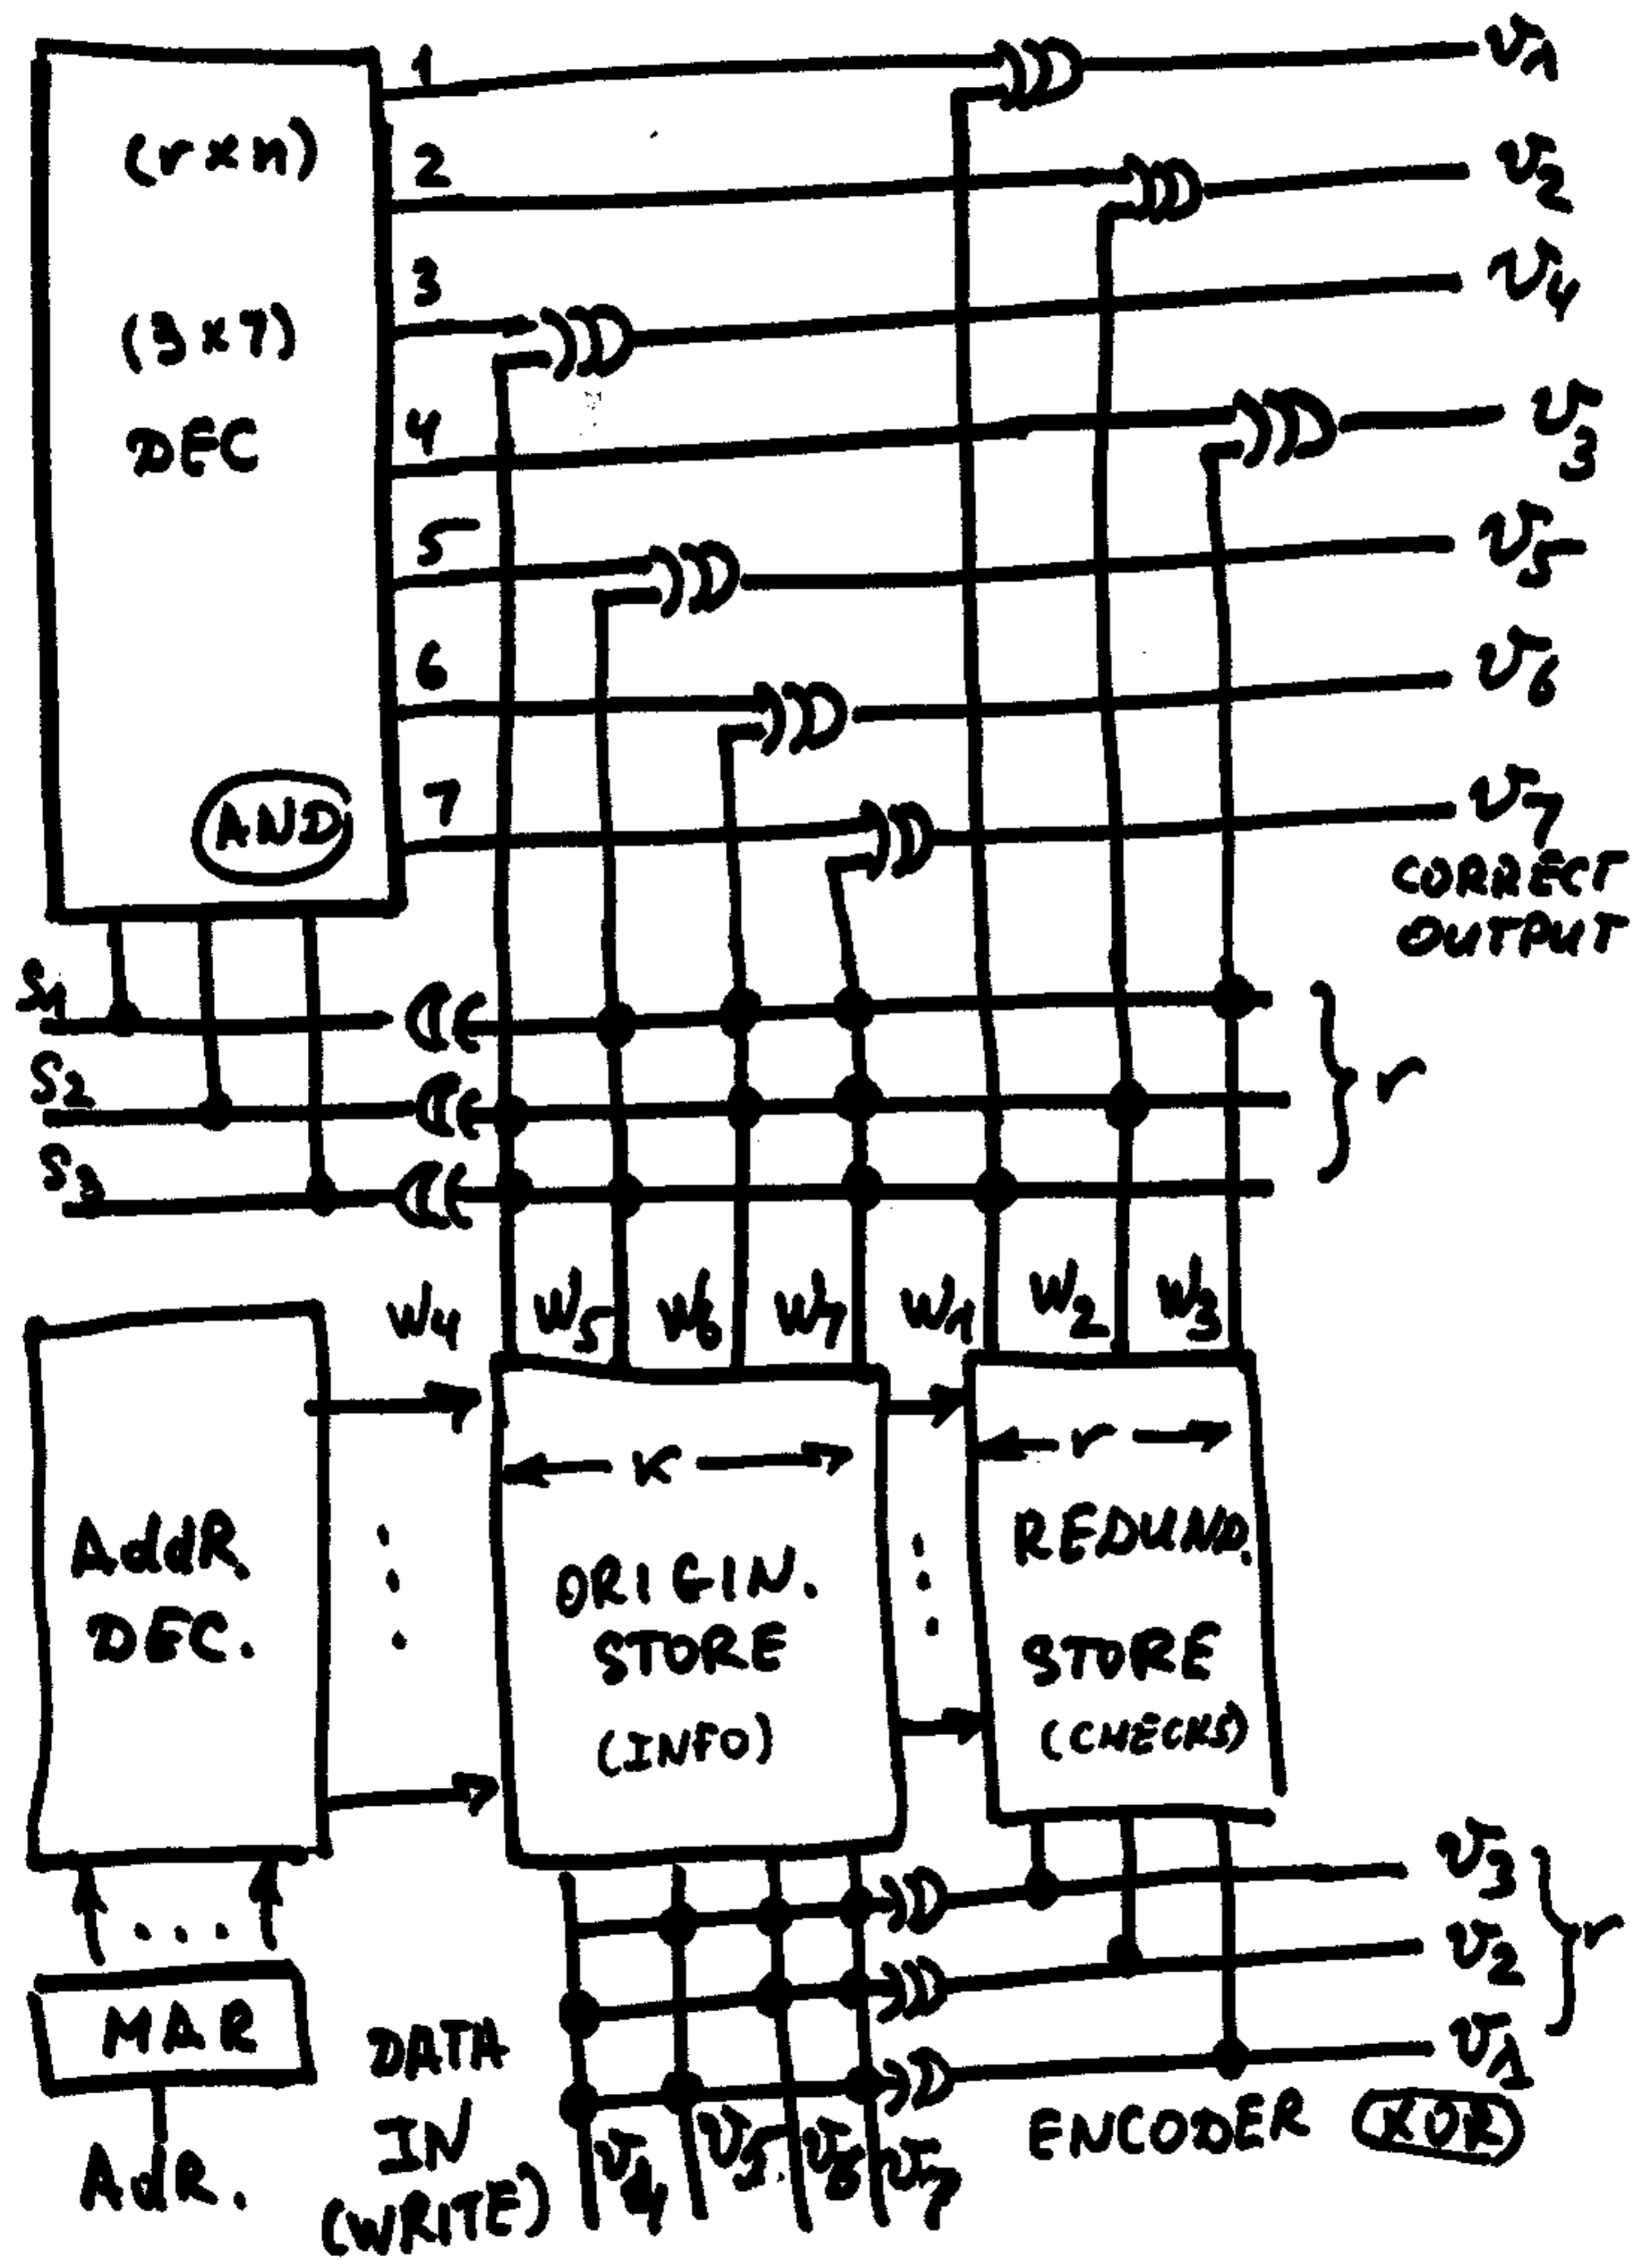 1
v1
(r×n)
2
v2
3
v4
(3×7)
DEC
4
v3
5
v5
6
v6
7
v7
AND
CORRECT
OUTPUT
S1
S2
r
S3
W4 W5 W6 W7 W1 W2 W3
K
r
AddR
DEC.
ORIGIN.
STORE
(INFO)
REDUND.
STORE
(CHECKS)
v3
v2
r
v1
MAR
DATA
IN
(WRITE)
v4 v5 v6 v7
ENCODER XOR
AdR.